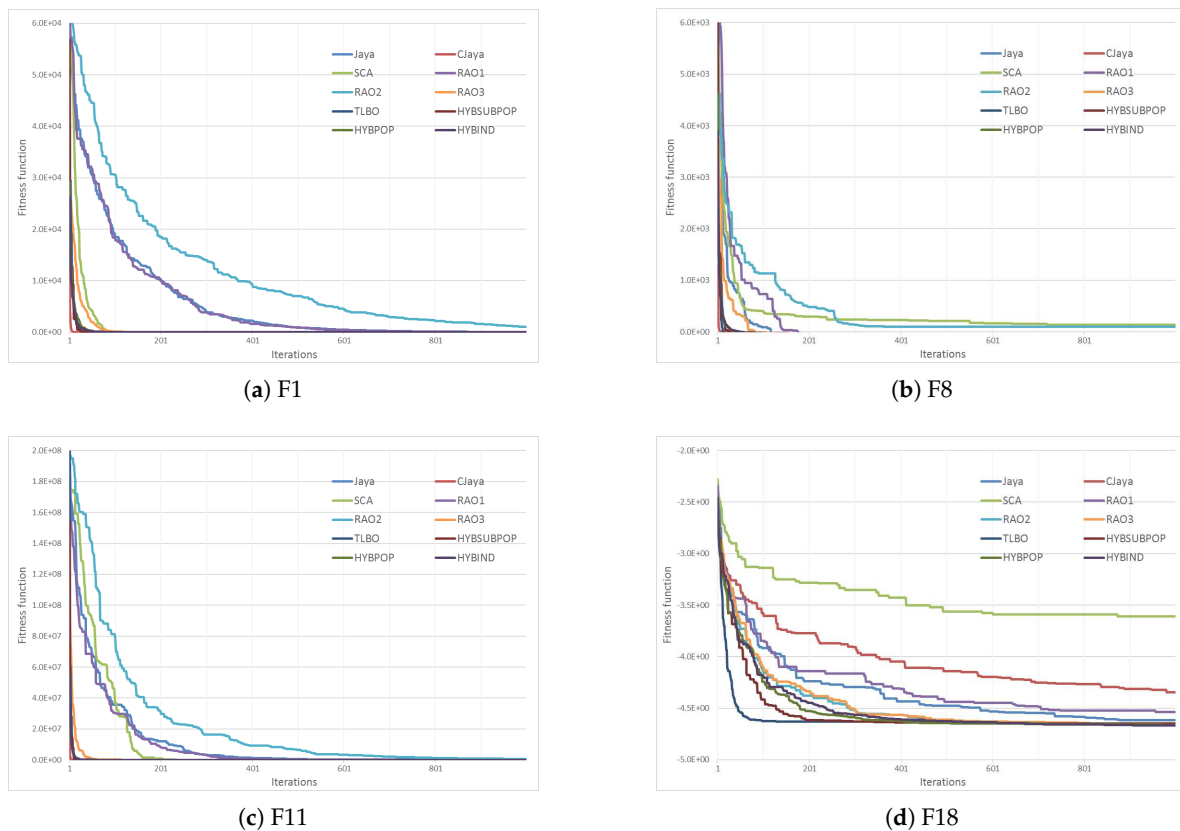 6.0E+04
5.0E+04
4.0E+04
3.0E+04
2.0E+04
1.0E+04
0.0E+00
Fitness function
Jaya CJaya
SCA RAO1
RAO2 RAO3
TLBO HYBSUBPOP
HYBPOP HYBIND
1 201 401 601 801
Iterations
(a) F1
6.0E+03
5.0E+03
4.0E+03
3.0E+03
2.0E+03
1.0E+03
0.0E+00
Fitness function
Jaya CJaya
SCA RAO1
RAO2 RAO3
TLBO HYBSUBPOP
HYBPOP HYBIND
1 201 401 601 801
Iterations
(b) F8
2.0E+08
1.8E+08
1.6E+08
1.4E+08
1.2E+08
1.0E+08
8.0E+07
6.0E+07
4.0E+07
2.0E+07
0.0E+00
Fitness function
Jaya CJaya
SCA RAO1
RAO2 RAO3
TLBO HYBSUBPOP
HYBPOP HYBIND
1 201 401 601 801
Iterations
(c) F11
-2.0E+00
-2.5E+00
-3.0E+00
-3.5E+00
-4.0E+00
-4.5E+00
-5.0E+00
Fitness function
Jaya CJaya
SCA RAO1
RAO2 RAO3
TLBO HYBSUBPOP
HYBPOP HYBIND
1 201 401 601 801
Iterations
(d) F18